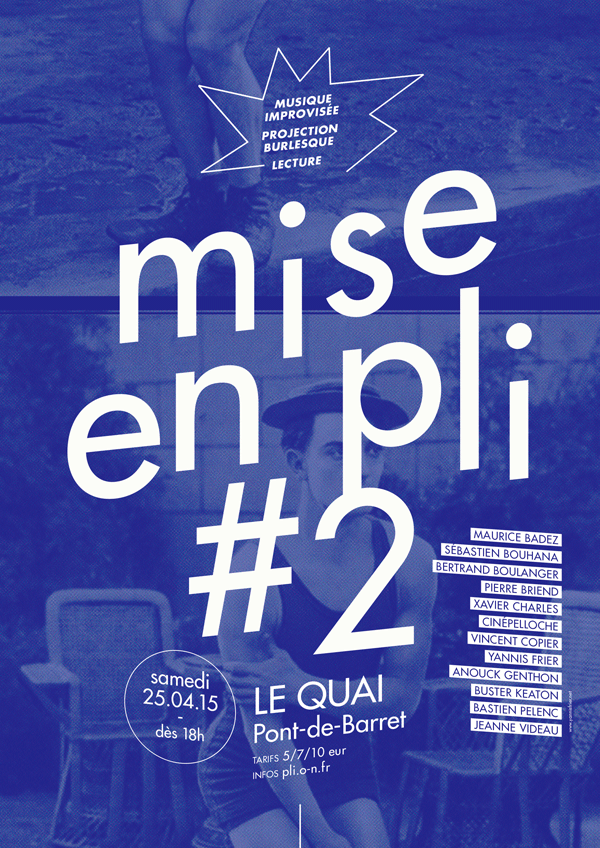 MUSIQUE
IMPROVISÉE
PROJECTION
BURLESQUE
LECTURE
mise
en pli
#2
MAURICE BADEZ
SÉBASTIEN BOUHANA
BERTRAND BOULANGER
PIERRE BRIEND
XAVIER CHARLES
CINÉPELLOCHE
VINCENT COPIER
YANNIS FRIER
ANOUCK GENTHON
BUSTER KEATON
BASTIEN PELENC
JEANNE VIDEAU
samedi
25.04.15
-
dès 18h
LE QUAI
Pont-de-Barret
TARIFS 5/7/10 eur
INFOS pli.o-n.fr